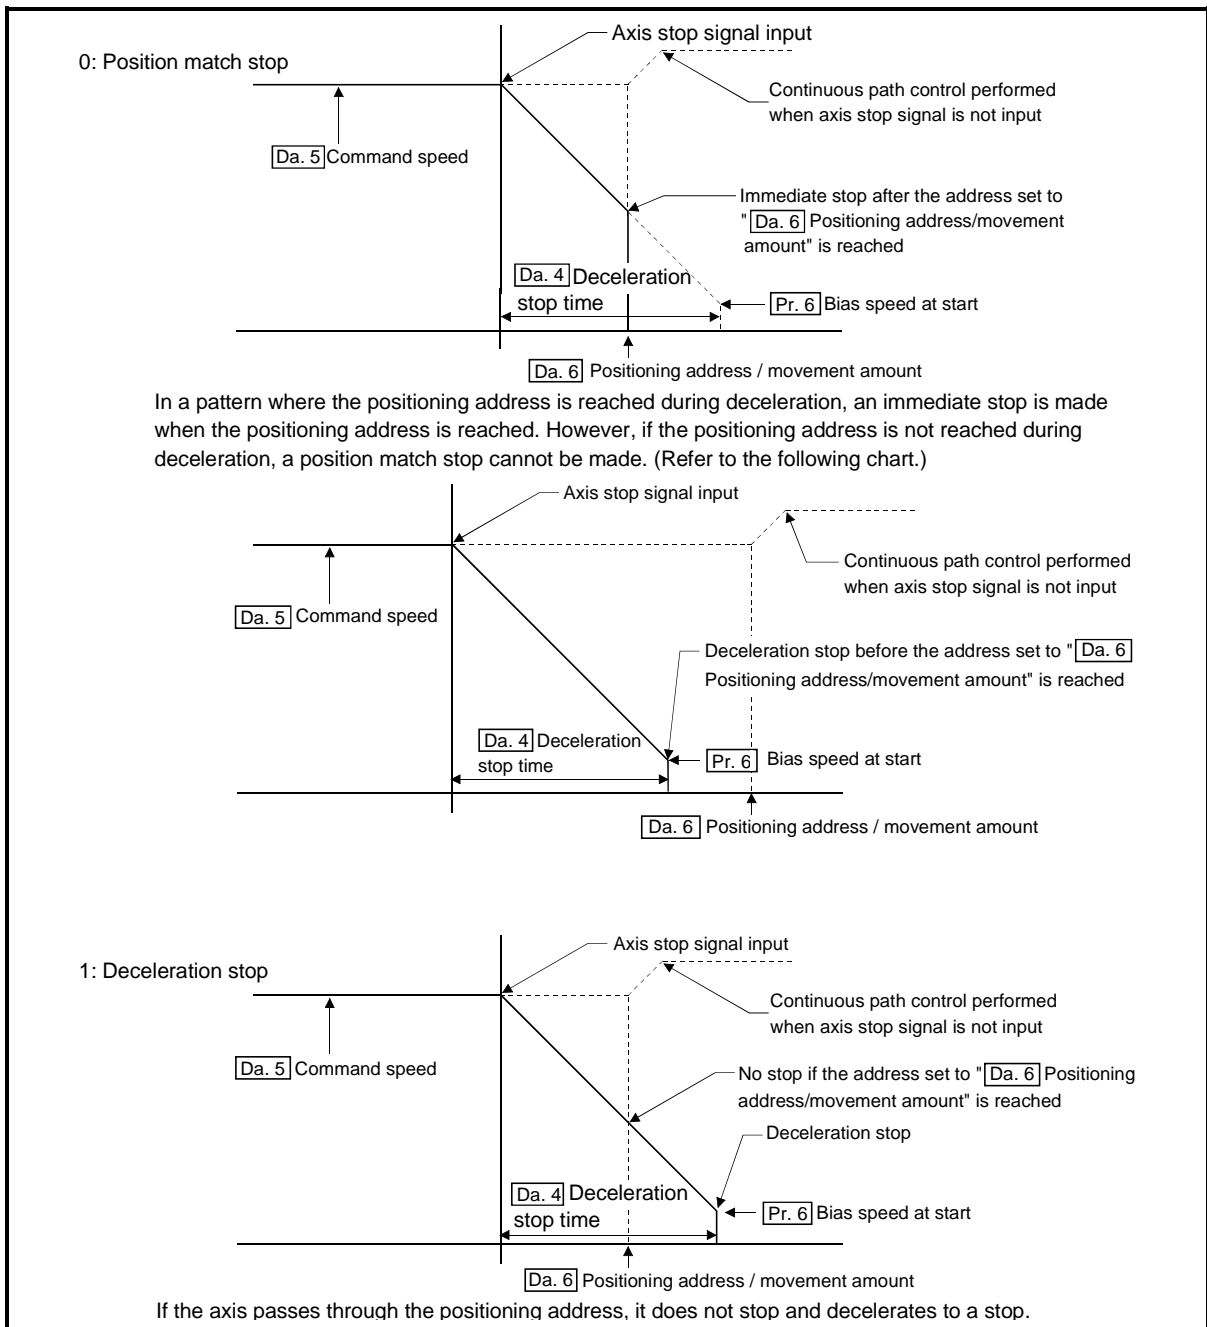 Axis stop signal input
0: Position match stop
Continuous path control performed
when axis stop signal is not input
Da. 5 Command speed
Immediate stop after the address set to
" Da. 6 Positioning address/movement
amount" is reached
Da. 4 Deceleration
stop time
Pr. 6 Bias speed at start
Da. 6 Positioning address / movement amount
In a pattern where the positioning address is reached during deceleration, an immediate stop is made
when the positioning address is reached. However, if the positioning address is not reached during
deceleration, a position match stop cannot be made. (Refer to the following chart.)
Axis stop signal input
Continuous path control performed
when axis stop signal is not input
Da. 5 Command speed
Deceleration stop before the address set to " Da. 6
Positioning address/movement amount" is reached
Da. 4 Deceleration
stop time
Pr. 6 Bias speed at start
Da. 6 Positioning address / movement amount
Axis stop signal input
1: Deceleration stop
Continuous path control performed
when axis stop signal is not input
Da. 5 Command speed
No stop if the address set to " Da. 6 Positioning
address/movement amount" is reached
Deceleration stop
Da. 4 Deceleration
stop time
Pr. 6 Bias speed at start
Da. 6 Positioning address / movement amount
If the axis passes through the positioning address, it does not stop and decelerates to a stop.